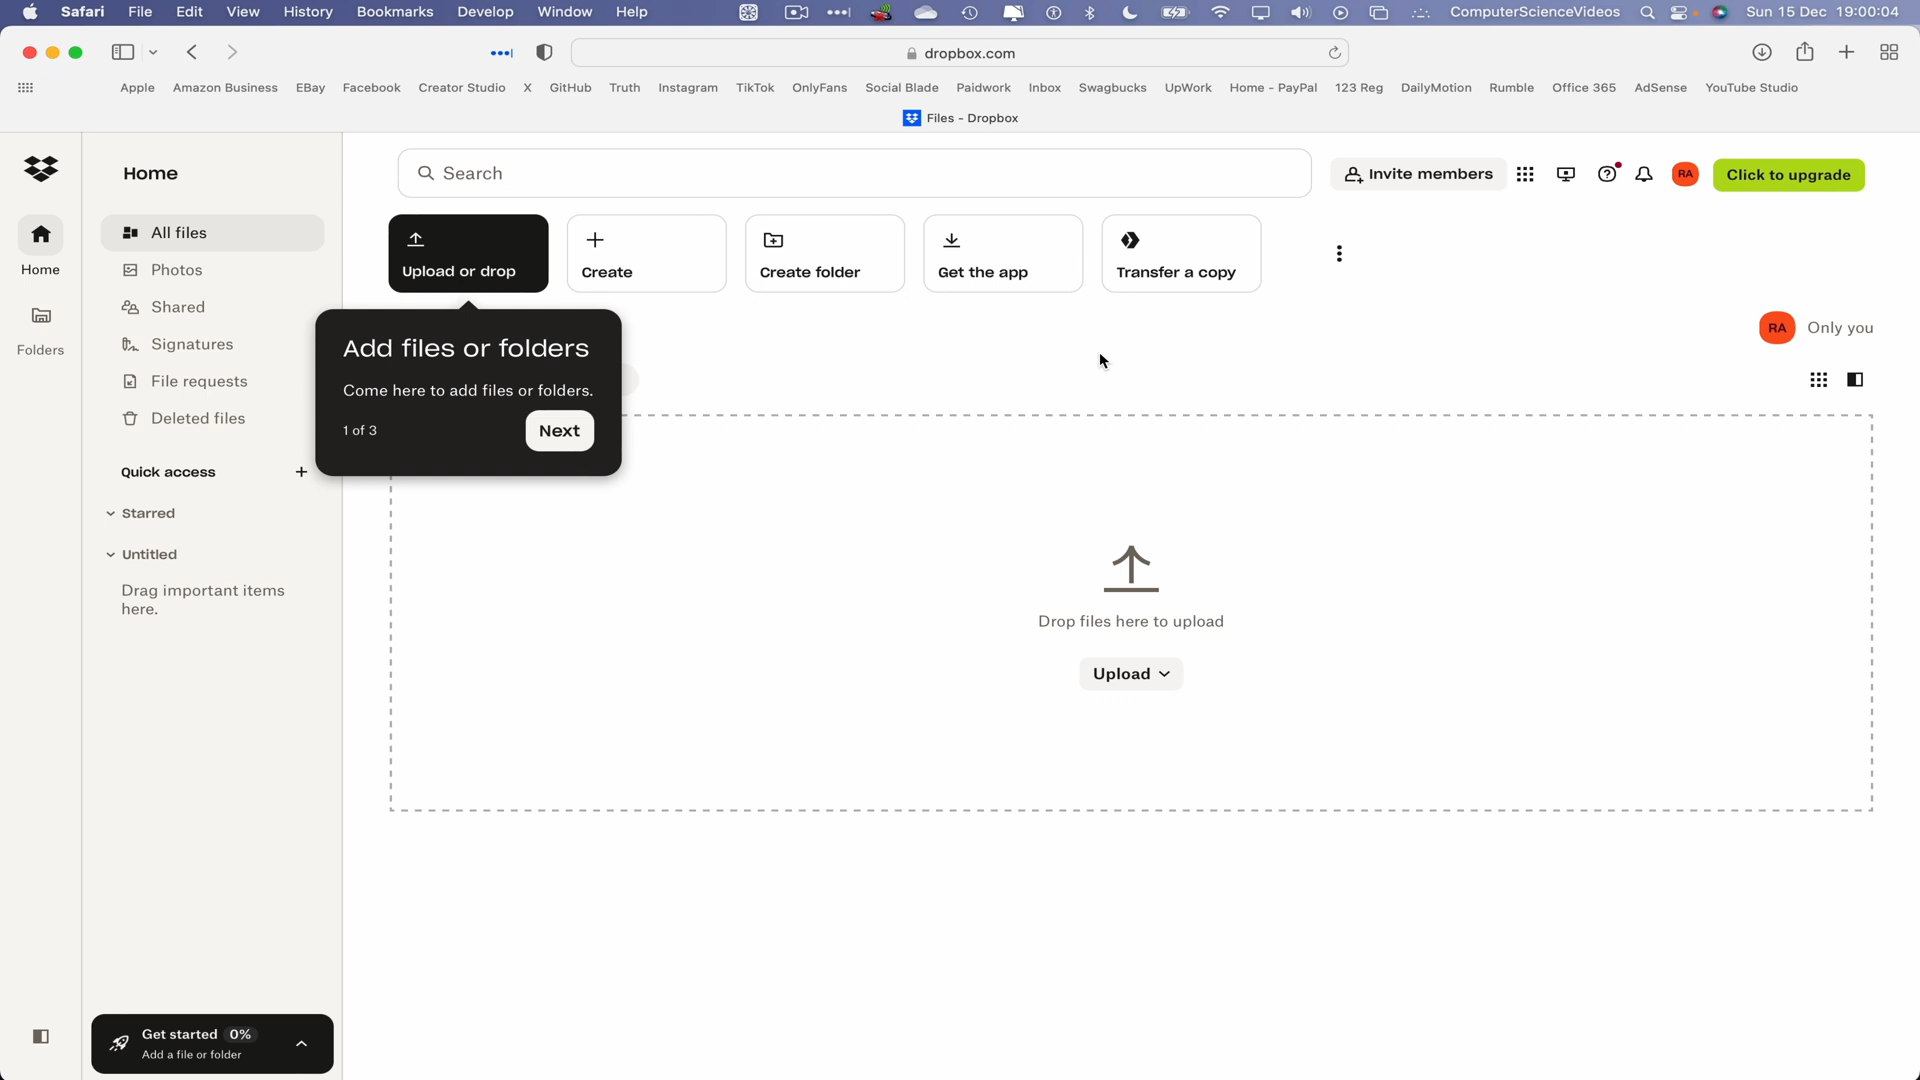 Safari File Edit View History Bookmarks Develop Window Help ComputerScienceVideos Sun 15 Dec 19:00:04
dropbox.com
Apple Amazon Business EBay Facebook Creator Studio X GitHub Truth Instagram TikTok OnlyFans Social Blade Paidwork Inbox Swagbucks UpWork Home - PayPal 123 Reg DailyMotion Rumble Office 365 AdSense YouTube Studio
Files - Dropbox
Home
Folders
Home
All files
Photos
Shared
Signatures
File requests
Deleted files
Quick access
Starred
Untitled
Drag important items
here.
Get started 0%
Add a file or folder
Search
Invite members
RA
Click to upgrade
Upload or drop
Create
Create folder
Get the app
Transfer a copy
Add files or folders
Come here to add files or folders.
1 of 3
Next
RA Only you
Drop files here to upload
Upload